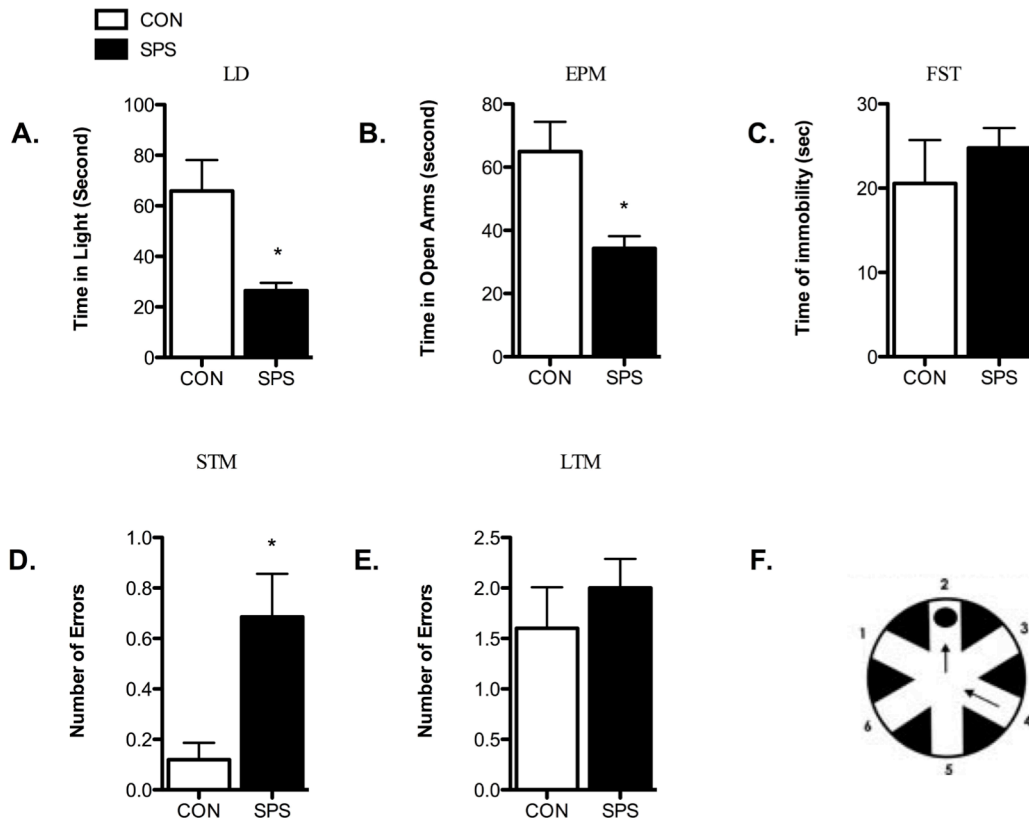 CON
SPS
LD
A.
Time in Light (Second)
100
80
60
40
20
0
*
CON SPS
EPM
B.
Time in Open Arms (second)
80
60
40
20
0
*
CON SPS
FST
C.
Time of immobility (sec)
30
20
10
0
CON SPS
STM
D.
Number of Errors
1.0
0.8
0.6
0.4
0.2
0.0
*
CON SPS
LTM
E.
Number of Errors
2.5
2.0
1.5
1.0
0.5
0.0
CON SPS
F.
2
1
3
6
4
5